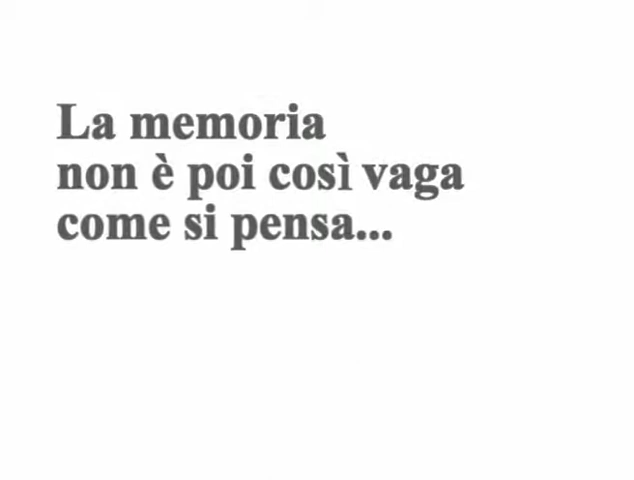 La memoria
non è poi così vaga
come si pensa...